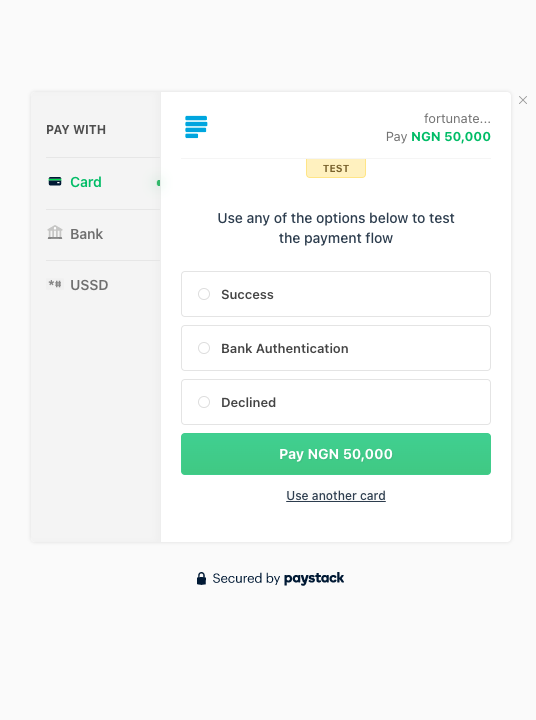 PAY WITH
Card
Bank
*#
USSD
fortunate...
Pay NGN 50,000
TEST
Use any of the options below to test
the payment flow
Success
Bank Authentication
Declined
Pay NGN 50,000
Use another card
Secured by paystack